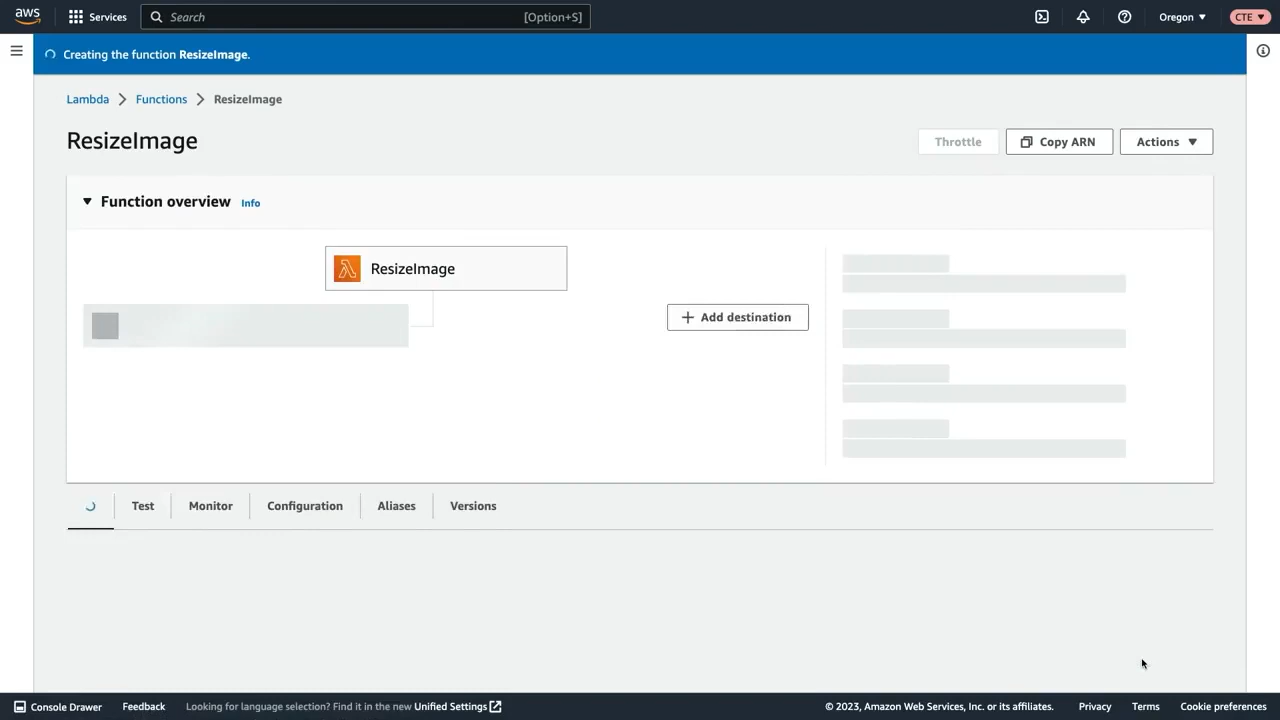 aws Services Search [Option+S] Oregon CTE
Creating the function ResizeImage.
Lambda Functions ResizeImage
ResizeImage Throttle Copy ARN Actions
Function overview Info
ResizeImage
Add destination
Test Monitor Configuration Aliases Versions
Console Drawer Feedback Looking for language selection? Find it in the new Unified Settings © 2023, Amazon Web Services, Inc. or its affiliates. Privacy Terms Cookie preferences